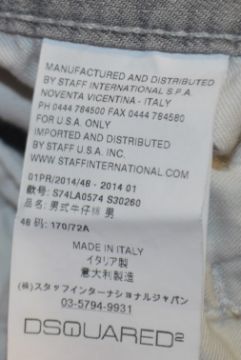 MANUFACTURED AND DISTRIBUTED
BY STAFF INTERNATIONAL S.P.A.
NOVENTA VICENTINA - ITALY
PH 0444 784500 FAX 0444 784580
FOR U.S.A. ONLY
IMPORTED AND DISTRIBUTED
BY STAFF U.S.A. INC.
WWW.STAFFINTERNATIONAL.COM
01PR/2014/48 - 2014 01
款号: S74LA0574 S30260
品名: 男式牛仔裤 男
48 码: 170/72A
MADE IN ITALY
イタリア製
意大利製造
(株)スタッフインターナショナルジャパン
03-5794-9931
DSQUARED2